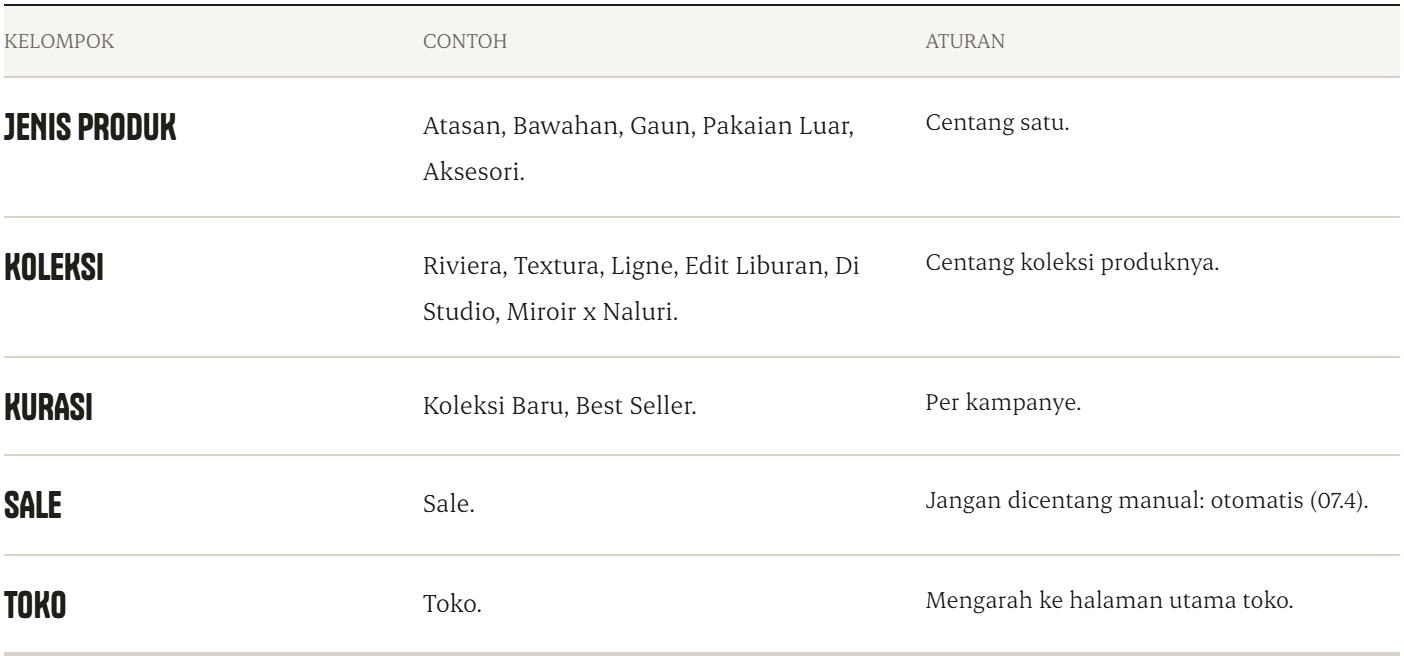 KELOMPOK CONTOH ATURAN
JENIS PRODUK Atasan, Bawahan, Gaun, Pakaian Luar, Centang satu.
Aksesori.
KOLEKSI Riviera, Textura, Ligne, Edit Liburan, Di Centang koleksi produknya.
Studio, Miroir x Naluri.
KURASI Koleksi Baru, Best Seller. Per kampanye.
SALE Sale. Jangan dicentang manual: otomatis (07.4).
TOKO Toko. Mengarah ke halaman utama toko.